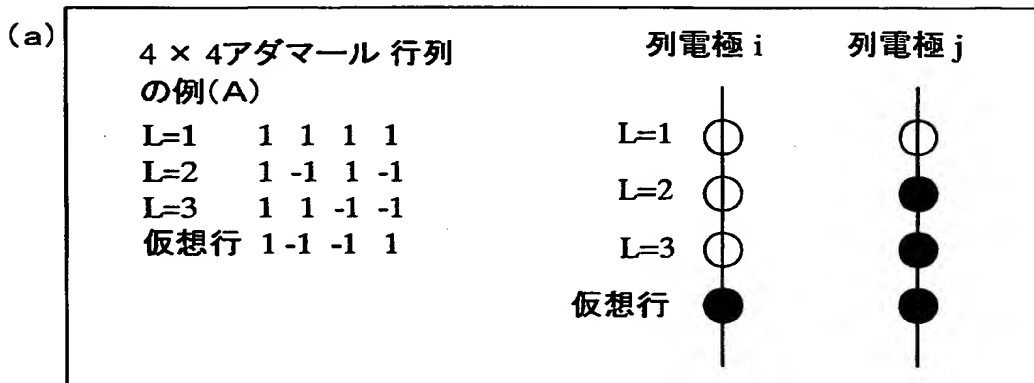 (a)
4 × 4アダマール 行列
の例(A)
L=1 1 1 1 1
L=2 1 -1 1 -1
L=3 1 1 -1 -1
仮想行 1 -1 -1 1
列電極 i 列電極 j
L=1
L=2
L=3
仮想行